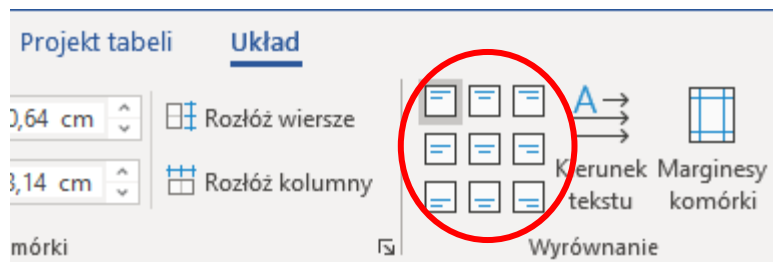 Projekt tabeli Układ
0,64 cm Rozłóż wiersze
3,14 cm Rozłóż kolumny
Kierunek tekstu
Marginesy komórki
mórki Wyrównanie